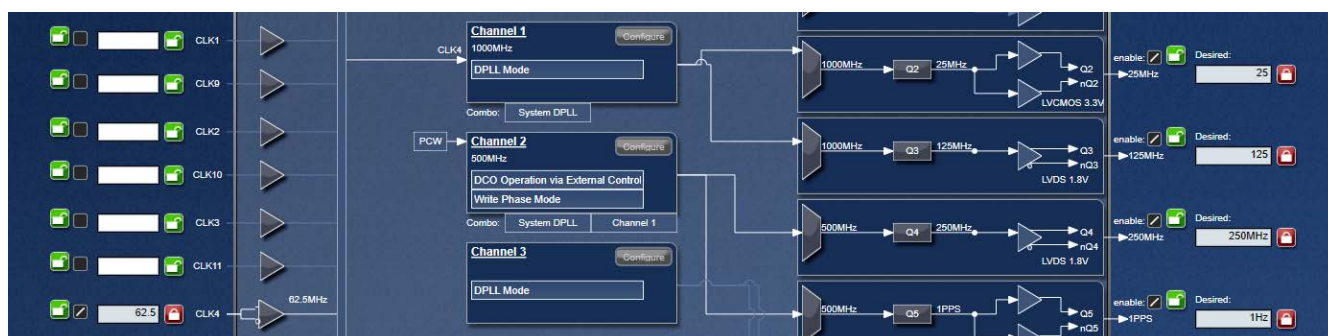 CLK1
CLK9
CLK2
CLK10
CLK3
CLK11
62.5 CLK4
62.5MHz
CLK4
Channel 1
Configure
1000MHz
DPLL Mode
Combo: System DPLL
PCW
Channel 2
Configure
500MHz
DCO Operation via External Control
Write Phase Mode
Combo: System DPLL Channel 1
Channel 3
Configure
DPLL Mode
1000MHz Q2 25MHz
Q2
nQ2
LVCMOS 3.3V
enable:
25MHz
Desired:
25
1000MHz Q3 125MHz
Q3
nQ3
LVDS 1.8V
enable:
125MHz
Desired:
125
500MHz Q4 250MHz
Q4
nQ4
LVDS 1.8V
enable:
250MHz
Desired:
250MHz
500MHz Q5 1PPS
Q5
nQ5
enable:
1PPS
Desired:
1Hz